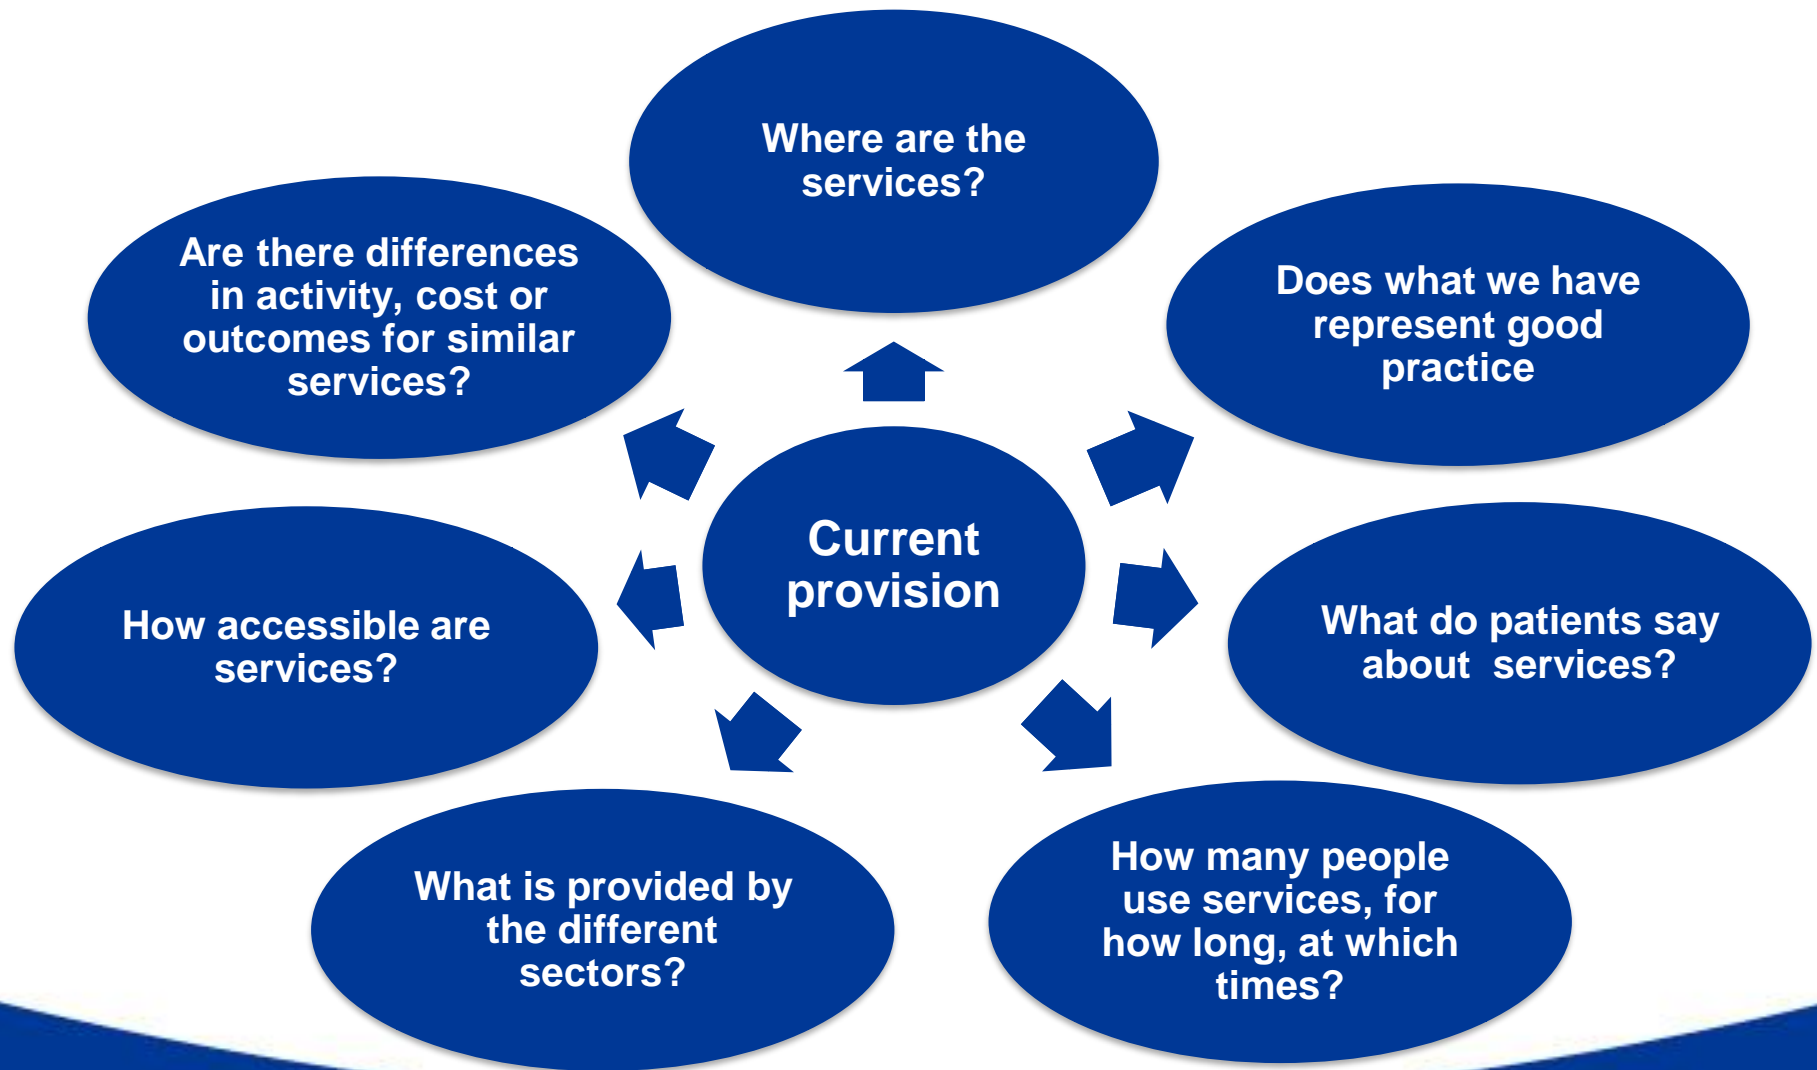 Where are the
services?
Are there differences
in activity, cost or
outcomes for similar
services?
Does what we have
represent good
practice
Current
provision
How accessible are
services?
What do patients say
about  services?
What is provided by
the different
sectors?
How many people
use services, for
how long, at which
times?